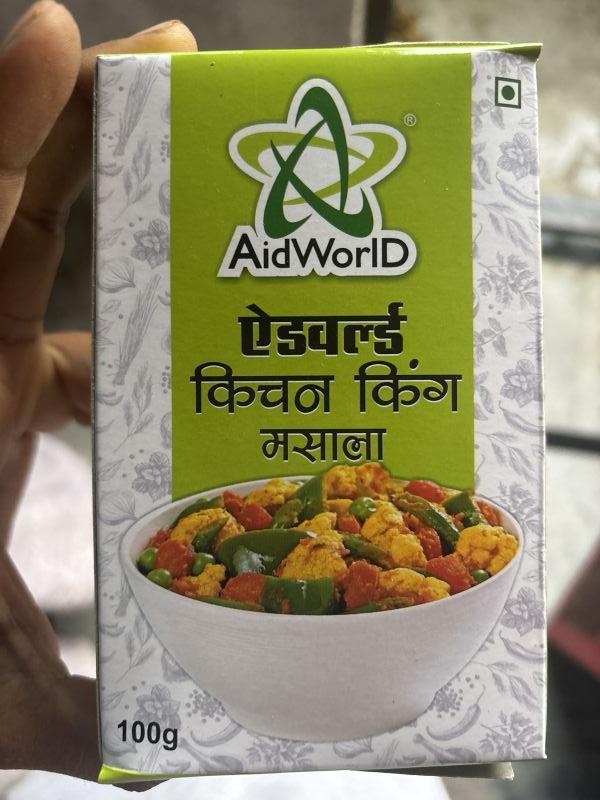 ®
AidWorlD
ऐडवर्ल्ड
किचन किंग
मसाला
100g